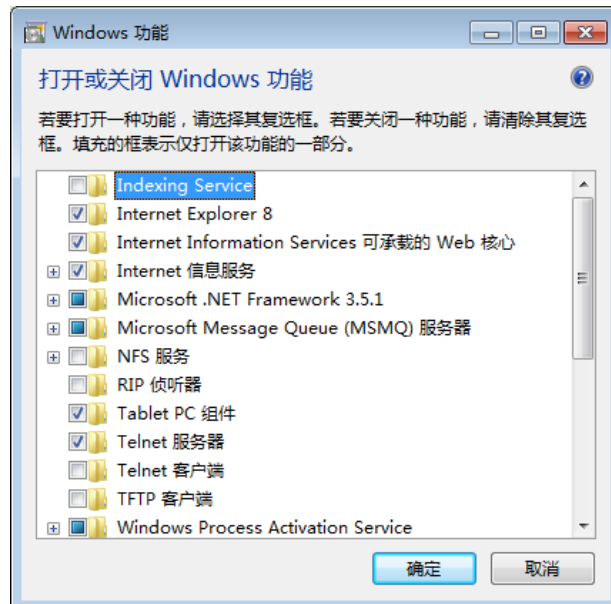 Windows 功能
打开或关闭 Windows 功能
若要打开一种功能，请选择其复选框。若要关闭一种功能，请清除其复选
框。填充的框表示仅打开该功能的一部分。
Indexing Service
Internet Explorer 8
Internet Information Services 可承载的 Web 核心
Internet 信息服务
Microsoft .NET Framework 3.5.1
Microsoft Message Queue (MSMQ) 服务器
NFS 服务
RIP 侦听器
Tablet PC 组件
Telnet 服务器
Telnet 客户端
TFTP 客户端
Windows Process Activation Service
确定
取消